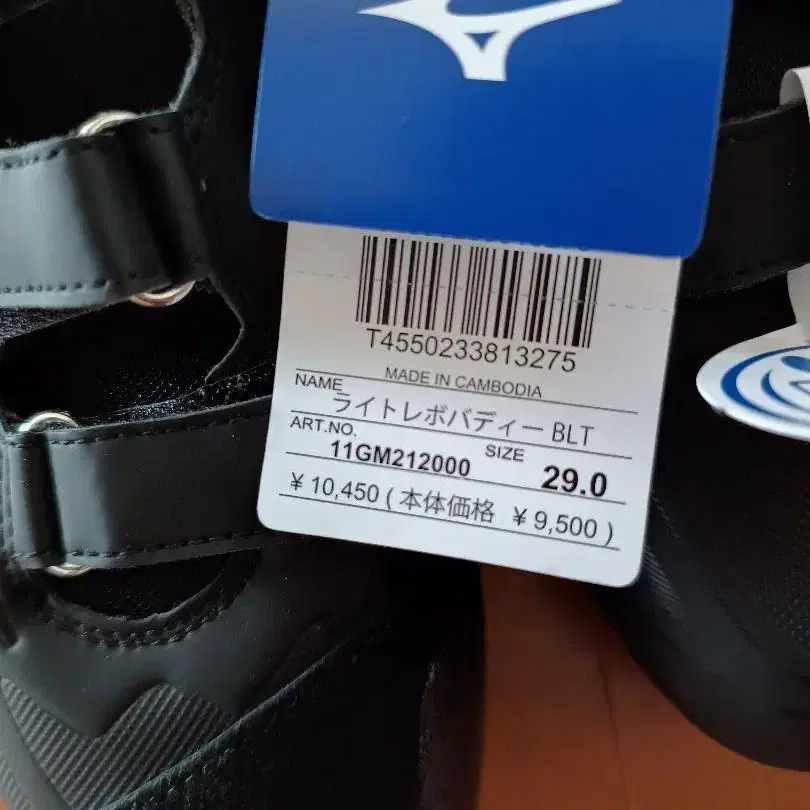 T4550233813275
MADE IN CAMBODIA
NAME ライトレボバディー BLT
ART.NO. 11GM212000 SIZE 29.0
¥ 10,450 ( 本体価格 ¥ 9,500 )